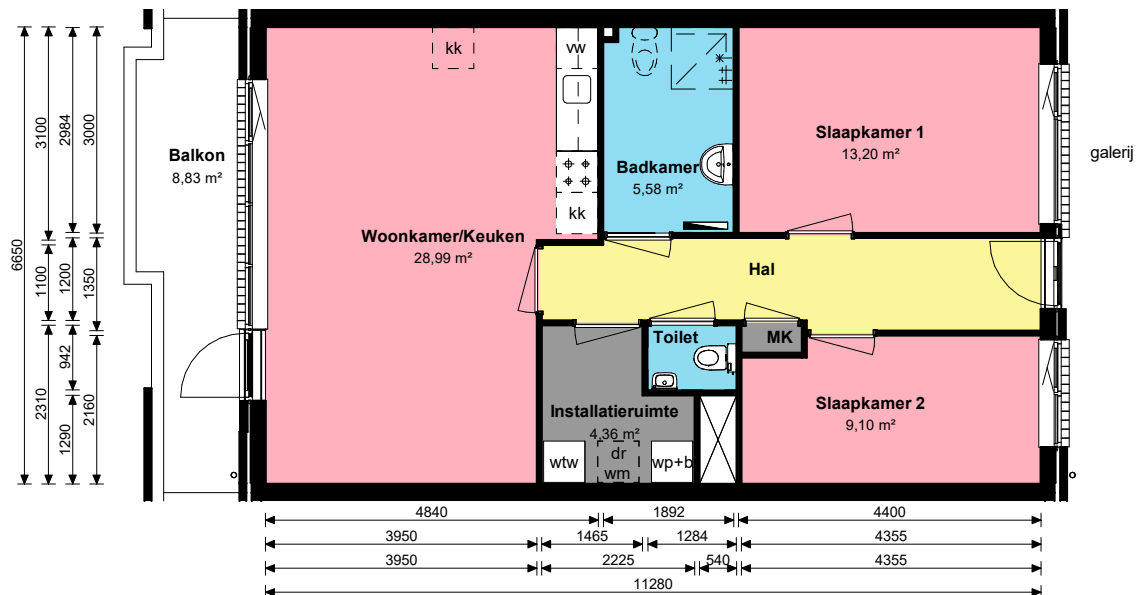 kk
vw
Slaapkamer 1
13,20 m²
galerij
Balkon
8,83 m²
Badkamer
5,58 m²
kk
Woonkamer/Keuken
28,99 m²
Hal
Toilet
MK
Installatieruimte
4,36 m²
Slaapkamer 2
9,10 m²
wtw
dr
wm
wp+b
6650
3100
1100
2310
2984
1200
942
1290
3000
1350
2160
4840 1892 4400
3950 1465 1284 4355
3950 2225 540 4355
11280